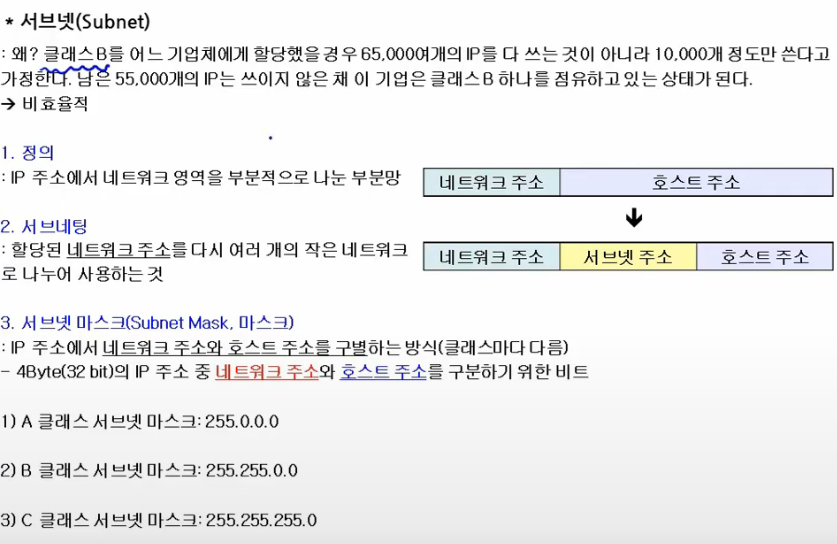 * 서브넷(Subnet)
: 왜? 클래스 B를 어느 기업체에게 할당했을 경우 65,000여개의 IP를 다 쓰는 것이 아니라 10,000개 정도만 쓴다고
가정한다. 남은 55,000개의 IP는 쓰이지 않은 채 이 기업은 클래스 B 하나를 점유하고 있는 상태가 된다.
→ 비효율적
1. 정의
: IP 주소에서 네트워크 영역을 부분적으로 나눈 부분망
네트워크 주소 호스트 주소
2. 서브네팅
: 할당된 네트워크 주소를 다시 여러 개의 작은 네트워크
로 나누어 사용하는 것
네트워크 주소 서브넷 주소 호스트 주소
3. 서브넷 마스크(Subnet Mask, 마스크)
: IP 주소에서 네트워크 주소와 호스트 주소를 구별하는 방식(클래스마다 다름)
- 4Byte(32 bit)의 IP 주소 중 네트워크 주소와 호스트 주소를 구분하기 위한 비트
1) A 클래스 서브넷 마스크: 255.0.0.0
2) B 클래스 서브넷 마스크: 255.255.0.0
3) C 클래스 서브넷 마스크: 255.255.255.0